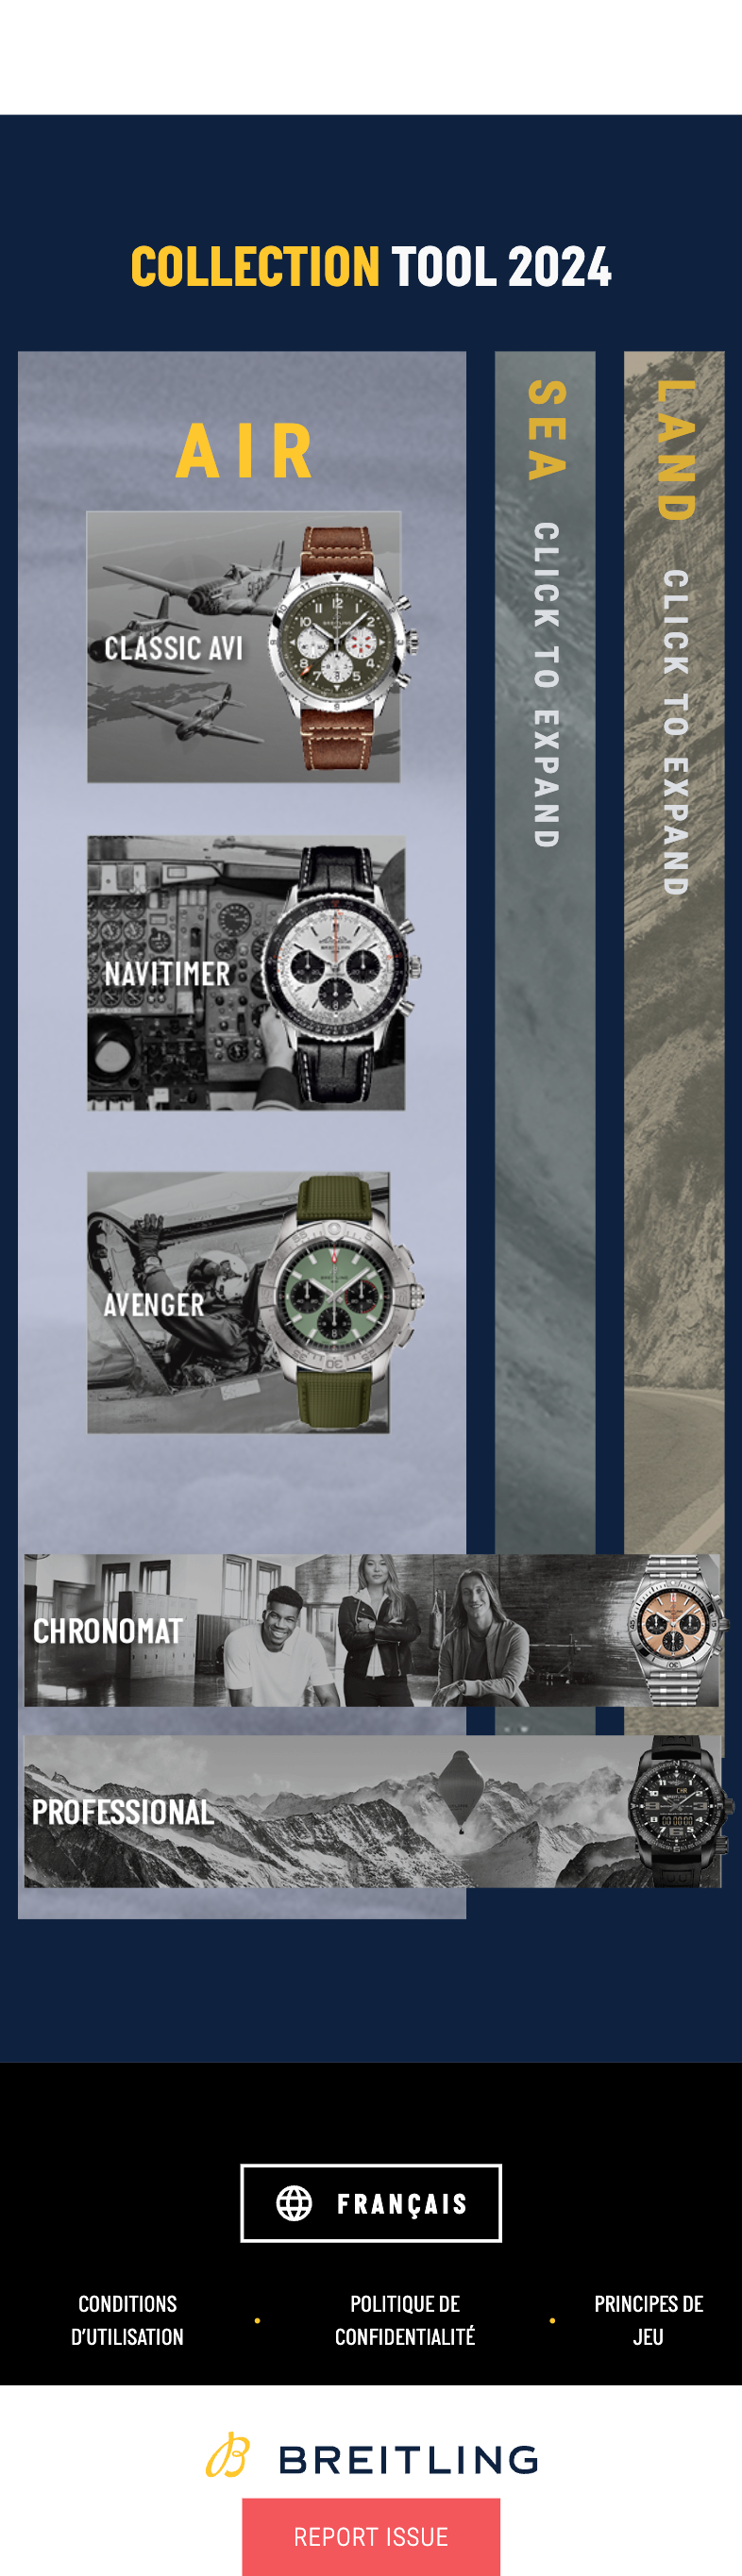 COLLECTION TOOL 2024
AIR
CLASSIC AVI
NAVITIMER
AVENGER
SEA CLICK TO EXPAND
LAND CLICK TO EXPAND
CHRONOMAT
PROFESSIONAL
FRANÇAIS
CONDITIONS
D'UTILISATION
•
POLITIQUE DE
CONFIDENTIALITÉ
•
PRINCIPES DE
JEU
BREITLING
REPORT ISSUE